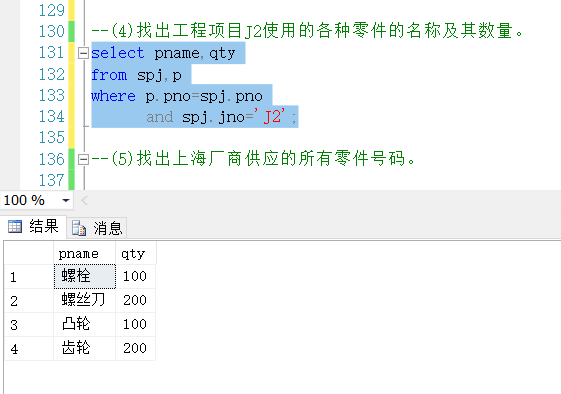 129
130 --(4)找出工程项目J2使用的各种零件的名称及其数量。
131 select pname,qty
132 from spj,p
133 where p.pno=spj.pno
134 and spj.jno='J2';
135
136 --(5)找出上海厂商供应的所有零件号码。
137
100 %
结果 消息
pname qty
1 螺栓 100
2 螺丝刀 200
3 凸轮 100
4 齿轮 200